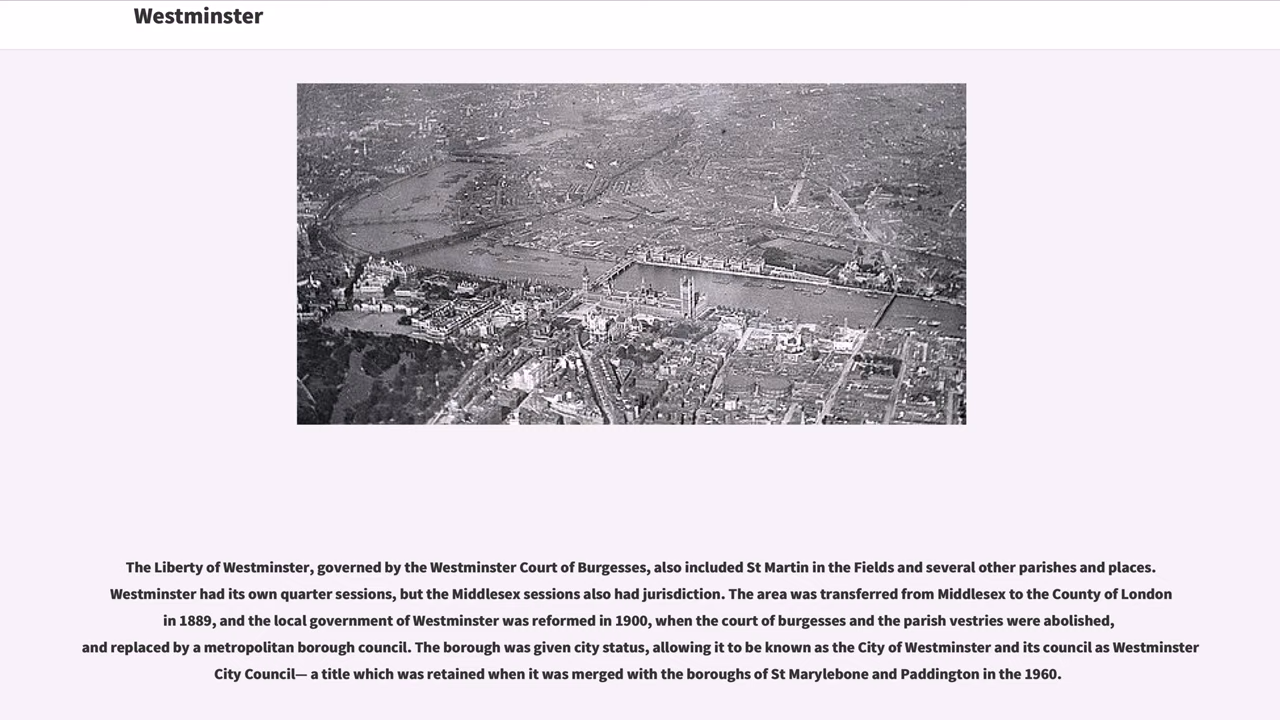 Westminster
The Liberty of Westminster, governed by the Westminster Court of Burgesses, also included St Martin in the Fields and several other parishes and places.
Westminster had its own quarter sessions, but the Middlesex sessions also had jurisdiction. The area was transferred from Middlesex to the County of London
in 1889, and the local government of Westminster was reformed in 1900, when the court of burgesses and the parish vestries were abolished,
and replaced by a metropolitan borough council. The borough was given city status, allowing it to be known as the City of Westminster and its council as Westminster
City Council— a title which was retained when it was merged with the boroughs of St Marylebone and Paddington in the 1960.